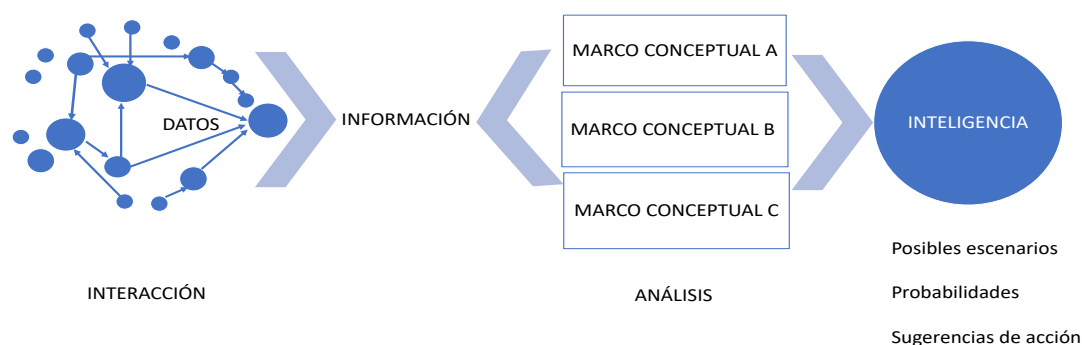 DATOS
INFORMACIÓN
MARCO CONCEPTUAL A
MARCO CONCEPTUAL B
MARCO CONCEPTUAL C
INTELIGENCIA
INTERACCIÓN
ANÁLISIS
Posibles escenarios
Probabilidades
Sugerencias de acción